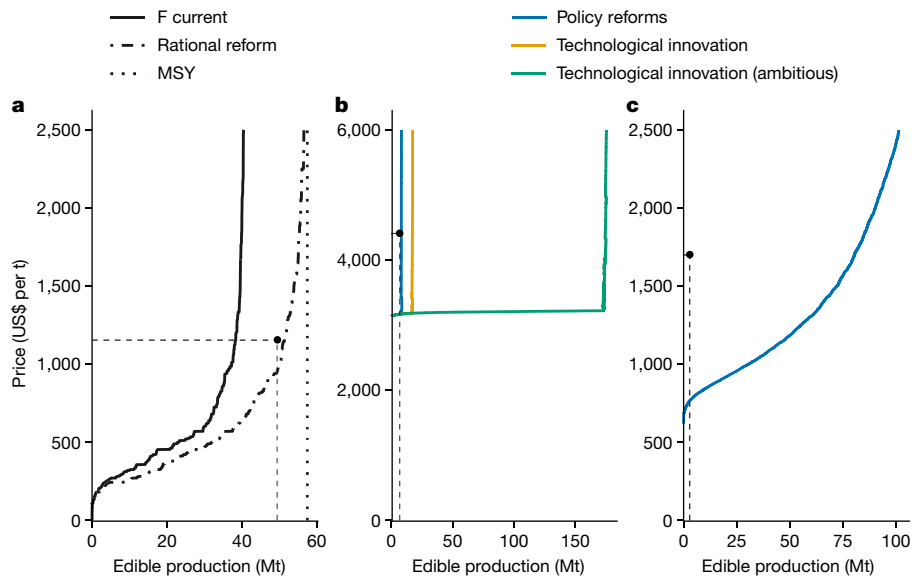 F current
Rational reform
MSY
Policy reforms
Technological innovation
Technological innovation (ambitious)
a
b
c
Price (US$ per t)
2,500
2,000
1,500
1,000
500
0
0
20
40
60
Edible production (Mt)
6,000
4,000
2,000
0
0
50
100
150
Edible production (Mt)
2,500
2,000
1,500
1,000
500
0
0
25
50
75
100
Edible production (Mt)